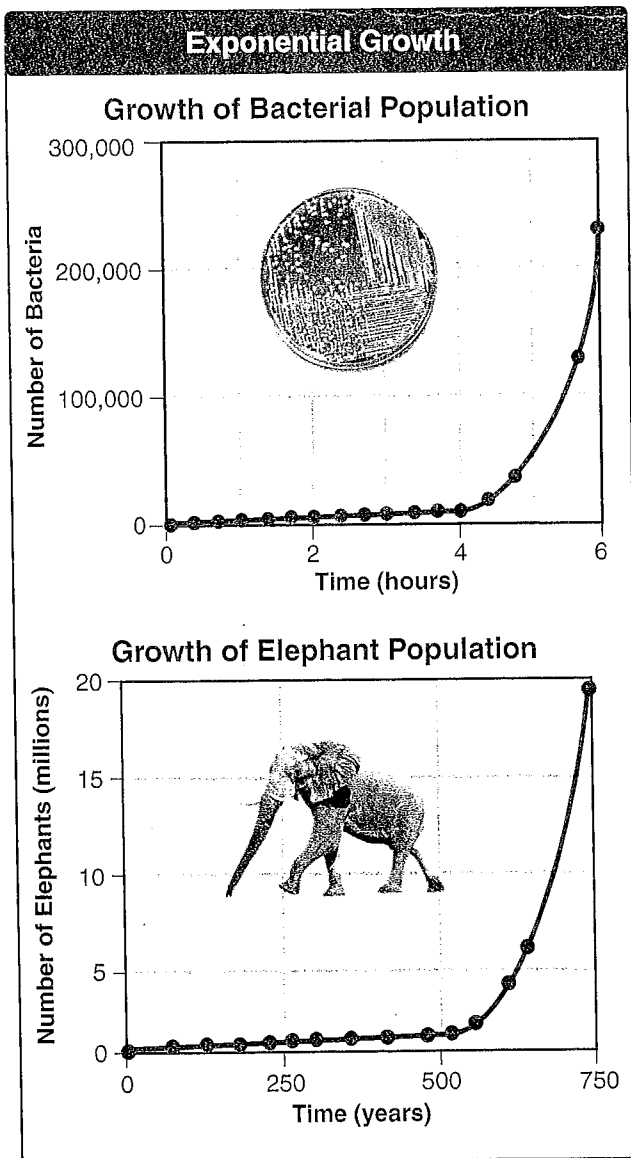 Exponential Growth
Growth of Bacterial Population
300,000
200,000
100,000
0
Number of Bacteria
0 2 4 6
Time (hours)
Growth of Elephant Population
20
15
10
5
0
Number of Elephants (millions)
0 250 500 750
Time (years)